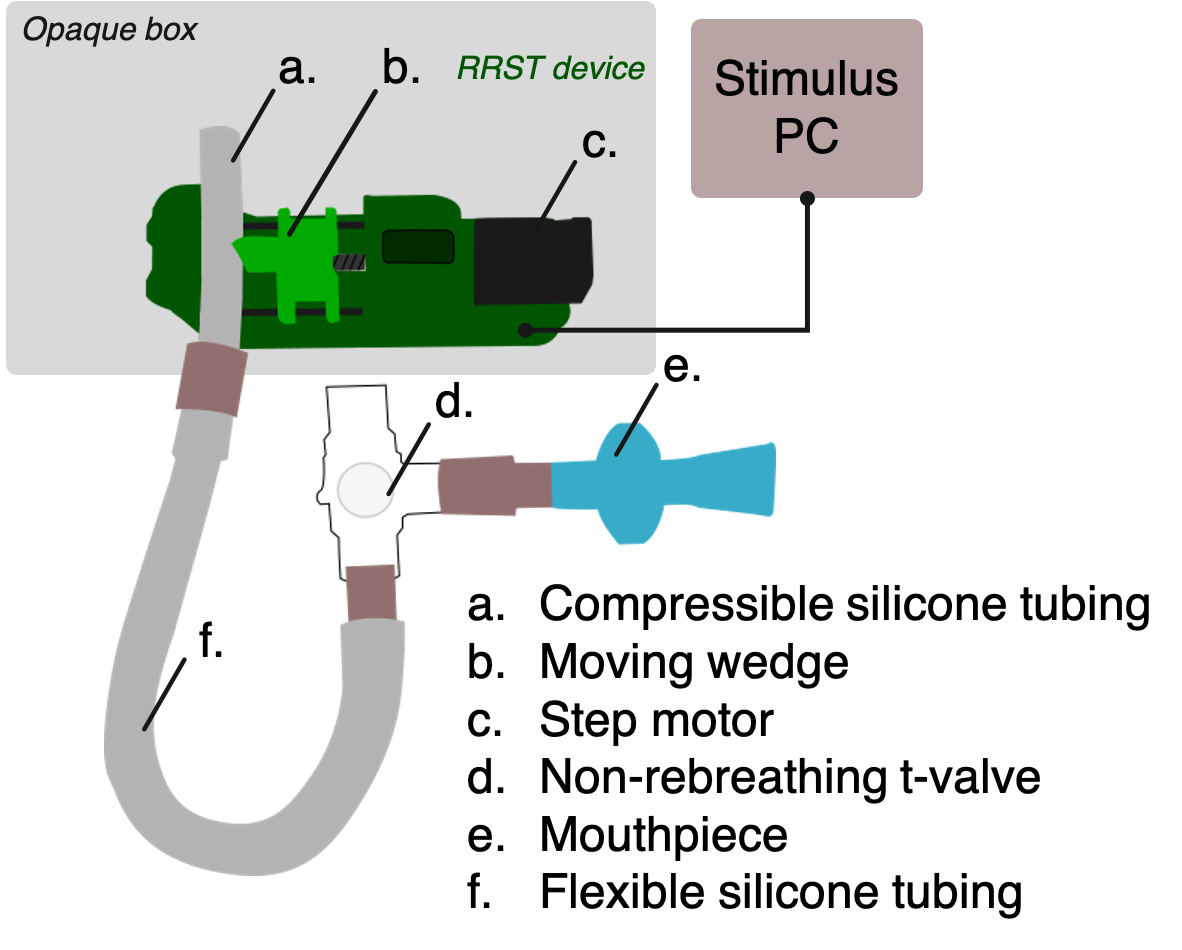 Opaque box
a.
b.
RRST device
c.
Stimulus
PC
d.
e.
f.
a. Compressible silicone tubing
b. Moving wedge
c. Step motor
d. Non-rebreathing t-valve
e. Mouthpiece
f. Flexible silicone tubing